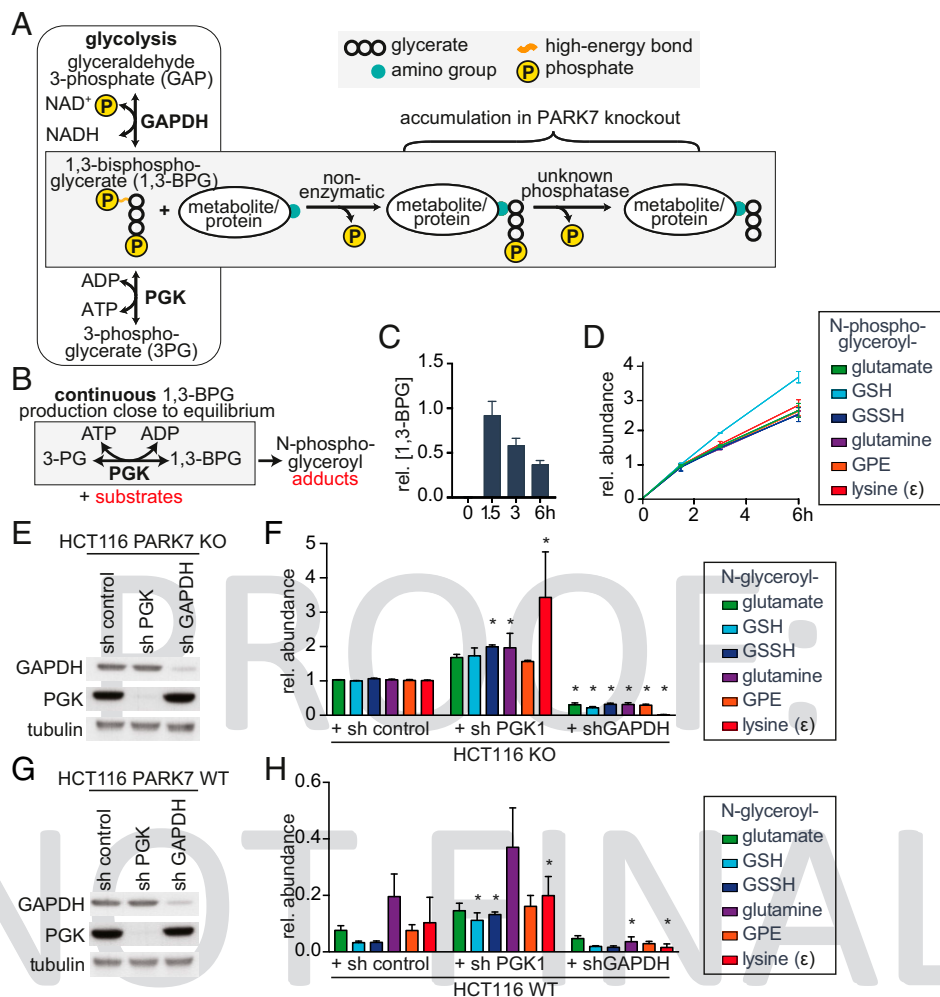 A
glycolysis
glyceraldehyde
3-phosphate (GAP)
NAD+ P
NADH
GAPDH
glycerate
amino group
high-energy bond
P phosphate
accumulation in PARK7 knockout
1,3-bisphospho-
glycerate (1,3-BPG)
P
P
+
metabolite/
protein
non-
enzymatic
P
metabolite/
protein
P
unknown
phosphatase
P
metabolite/
protein
ADP
ATP
PGK
3-phospho-
glycerate (3PG)
B
continuous 1,3-BPG
production close to equilibrium
ATP ADP
3-PG 1,3-BPG
PGK
+ substrates
N-phospho-
glyceroyl
adducts
C
rel. [1,3-BPG]
1.5
1.0
0.5
0.0
0 1.5 3 6h
D
rel. abundance
4
3
2
1
0
0 2 4 6h
N-phospho-
glyceroyl-
glutamate
GSH
GSSH
glutamine
GPE
lysine (ε)
E
HCT116 PARK7 KO
sh control
sh PGK
sh GAPDH
GAPDH
PGK
tubulin
F
rel. abundance
5
4
3
2
1
0
* * *
* * * * * *
+ sh control
+ sh PGK1
+ shGAPDH
HCT116 KO
N-glyceroyl-
glutamate
GSH
GSSH
glutamine
GPE
lysine (ε)
G
HCT116 PARK7 WT
sh control
sh PGK
sh GAPDH
GAPDH
PGK
tubulin
H
rel. abundance
0.6
0.4
0.2
0.0
* * *
* *
+ sh control
+ sh PGK1
+ shGAPDH
HCT116 WT
N-glyceroyl-
glutamate
GSH
GSSH
glutamine
GPE
lysine (ε)
PROOF:
NOT FINAL